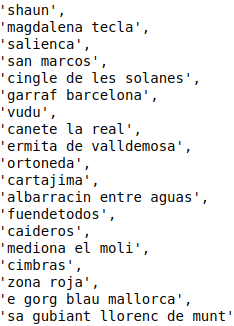 'shaun',
'magdalena tecla',
'salienca',
'san marcos',
'cingle de les solanes',
'garraf barcelona',
'vudu',
'canete la real',
'ermita de valldemosa',
'ortoneda',
'cartajima',
'albarracin entre aguas',
'fuendetodos',
'caideros',
'mediona el moli',
'cimbras',
'zona roja',
'e gorg blau mallorca',
'sa gubiant llorenc de munt'